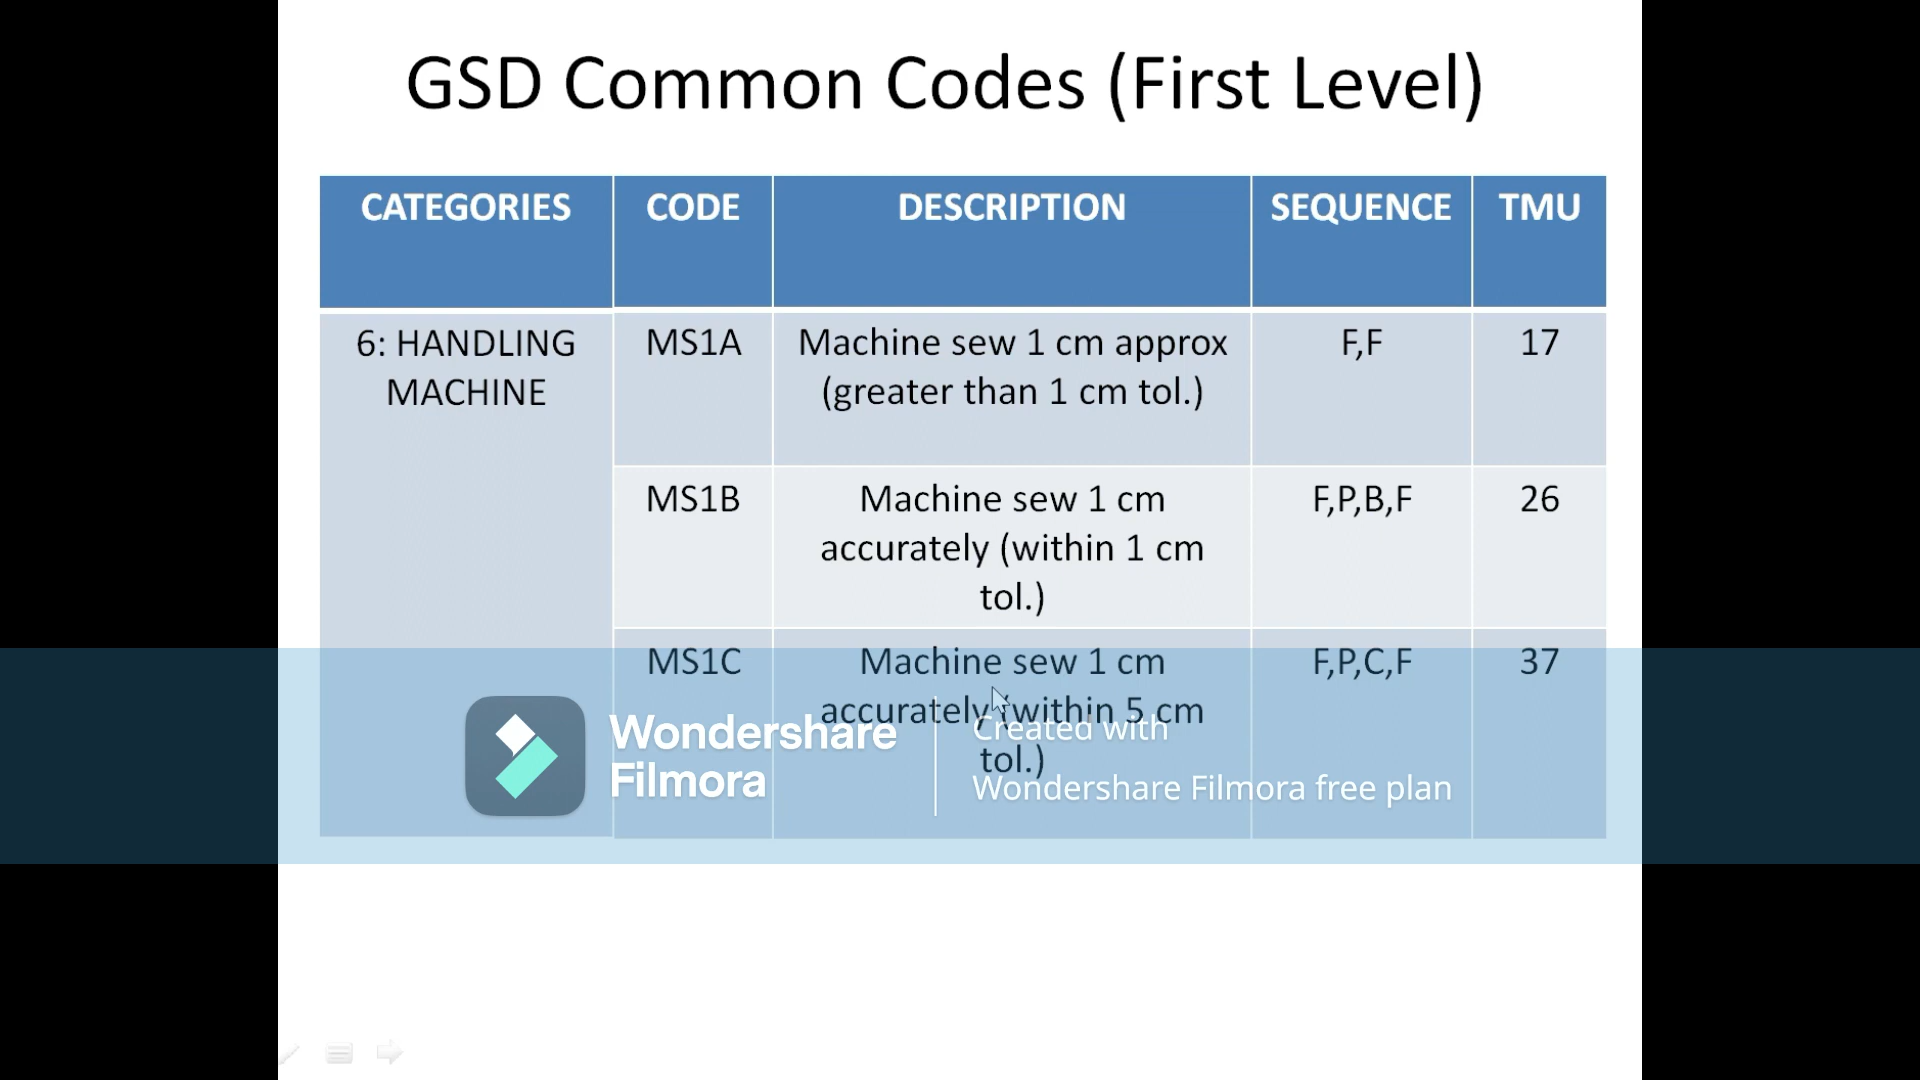 GSD Common Codes (First Level)
CATEGORIES CODE DESCRIPTION SEQUENCE TMU
6: HANDLING MACHINE
MS1A Machine sew 1 cm approx (greater than 1 cm tol.) F,F 17
MS1B Machine sew 1 cm accurately (within 1 cm tol.) F,P,B,F 26
MS1C Machine sew 1 cm accurately (within 5 cm tol.) F,P,C,F 37
Wondershare
Filmora
Created with
Wondershare Filmora free plan